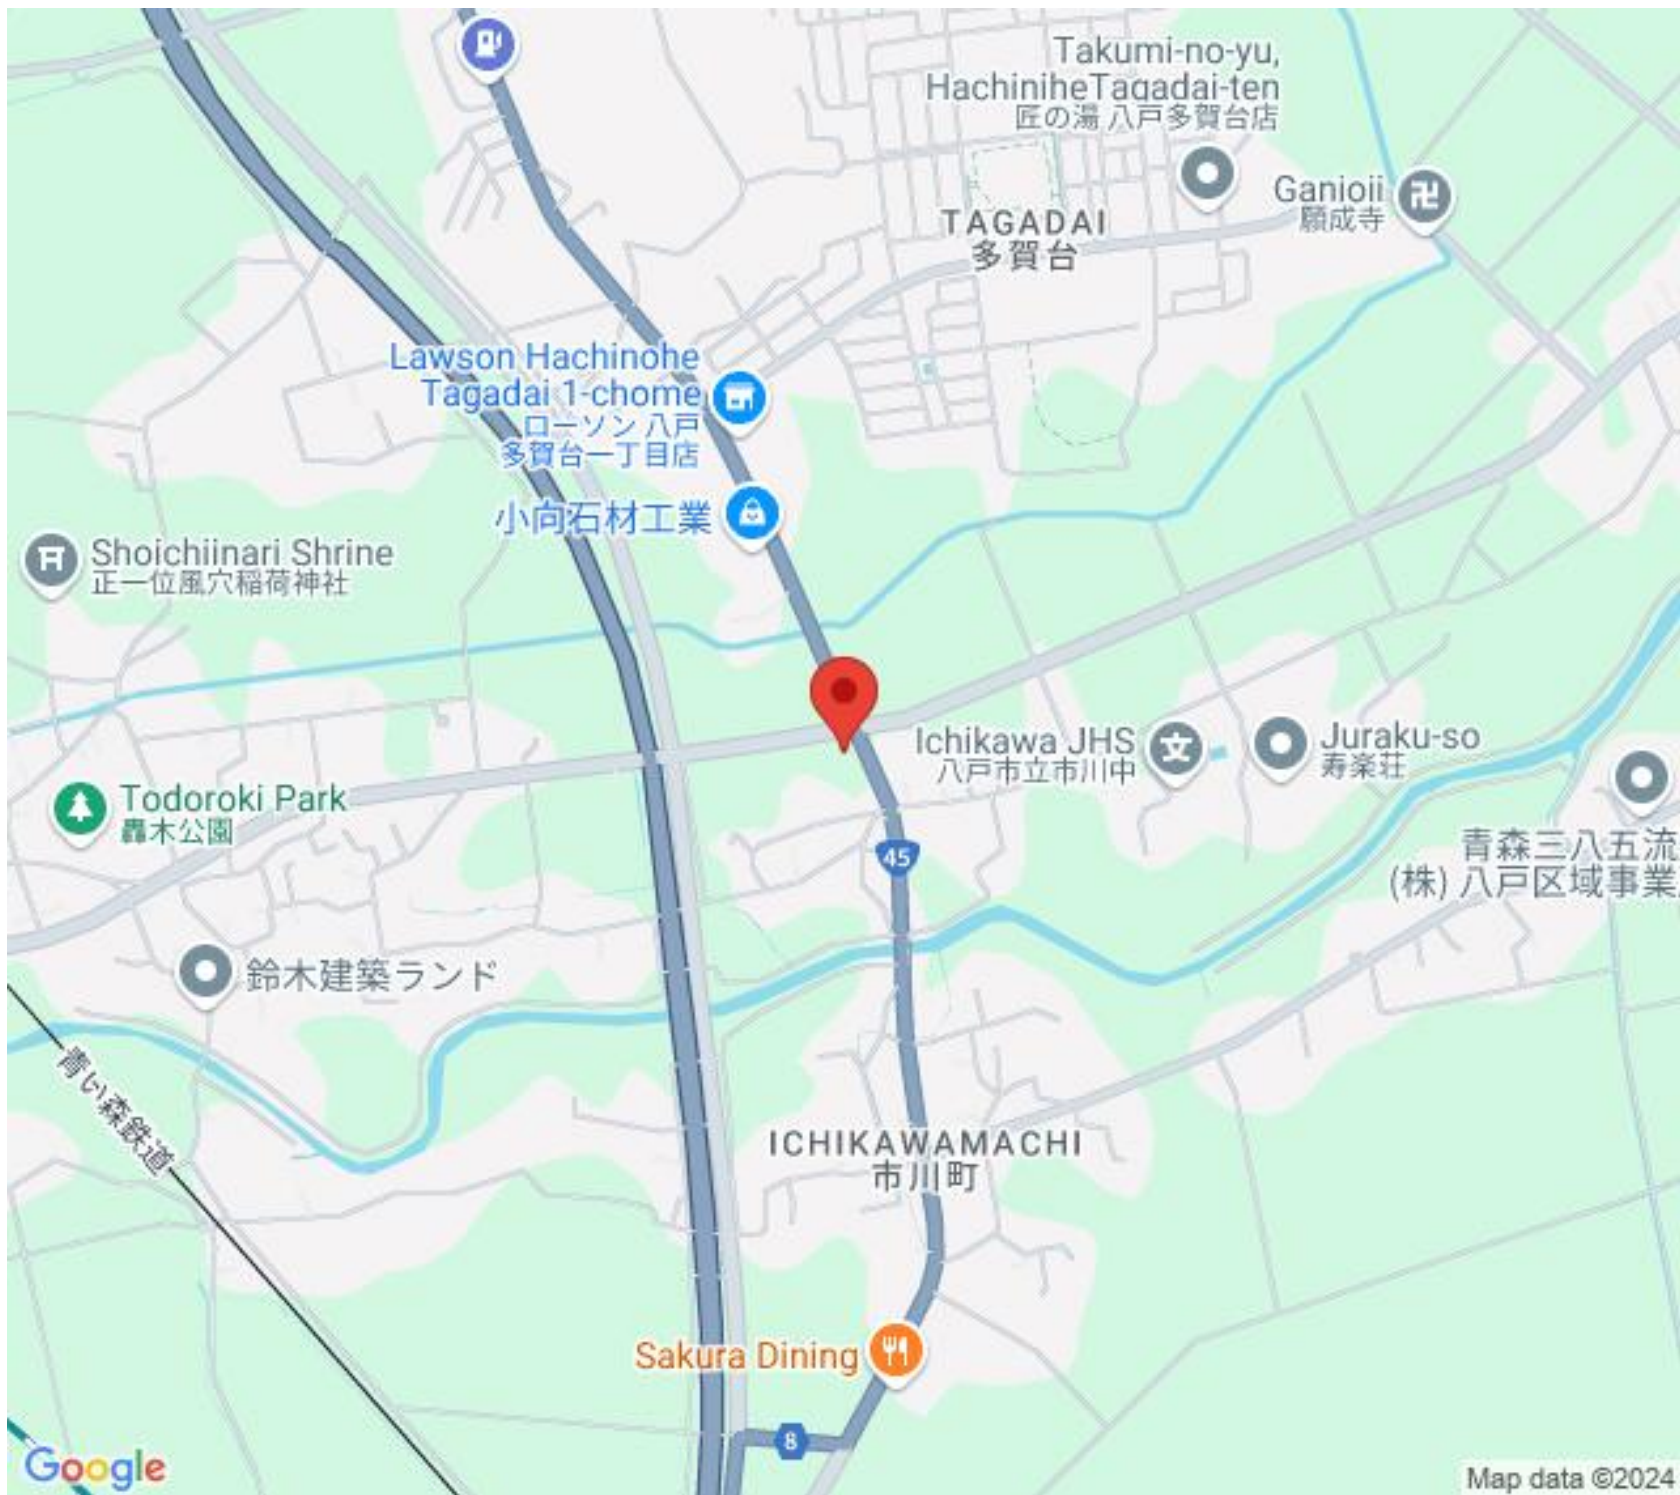 Takumi-no-yu,
HachiniheTagadai-ten
匠の湯 八戸多賀台店
Ganioii
願成寺
TAGADAI
多賀台
Lawson Hachinohe
Tagadai 1-chome
ローソン 八戸
多賀台一丁目店
小向石材工業
Shoichiinari Shrine
正一位風穴稲荷神社
Ichikawa JHS
八戸市立市川中
文
Juraku-so
寿楽荘
Todoroki Park
轟木公園
45
青森三八五流
(株) 八戸区域事業
鈴木建築ランド
青い森鉄道
ICHIKAWAMACHI
市川町
Sakura Dining
8
Google
Map data ©2024